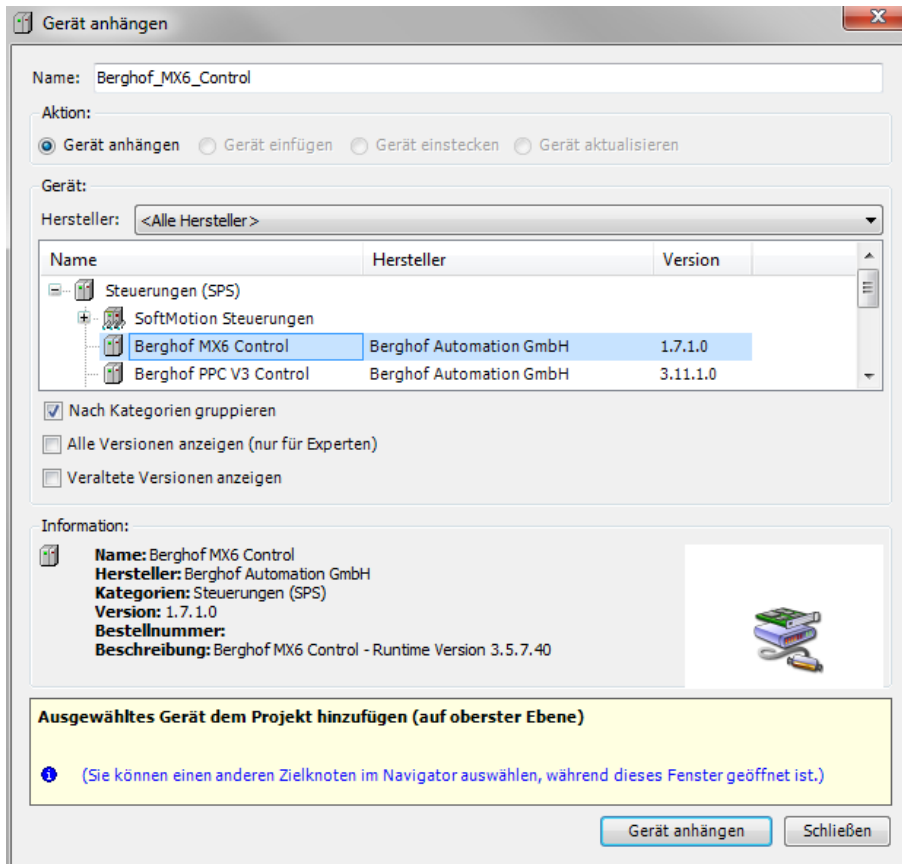 Gerät anhängen
Name: Berghof_MX6_Control
Aktion:
Gerät anhängen Gerät einfügen Gerät einstecken Gerät aktualisieren
Gerät:
Hersteller: <Alle Hersteller>
Name Hersteller Version
Steuerungen (SPS)
SoftMotion Steuerungen
Berghof MX6 Control Berghof Automation GmbH 1.7.1.0
Berghof PPC V3 Control Berghof Automation GmbH 3.11.1.0
Nach Kategorien gruppieren
Alle Versionen anzeigen (nur für Experten)
Veraltete Versionen anzeigen
Information:
Name: Berghof MX6 Control
Hersteller: Berghof Automation GmbH
Kategorien: Steuerungen (SPS)
Version: 1.7.1.0
Bestellnummer:
Beschreibung: Berghof MX6 Control - Runtime Version 3.5.7.40
Ausgewähltes Gerät dem Projekt hinzufügen (auf oberster Ebene)
(Sie können einen anderen Zielknoten im Navigator auswählen, während dieses Fenster geöffnet ist.)
Gerät anhängen Schließen